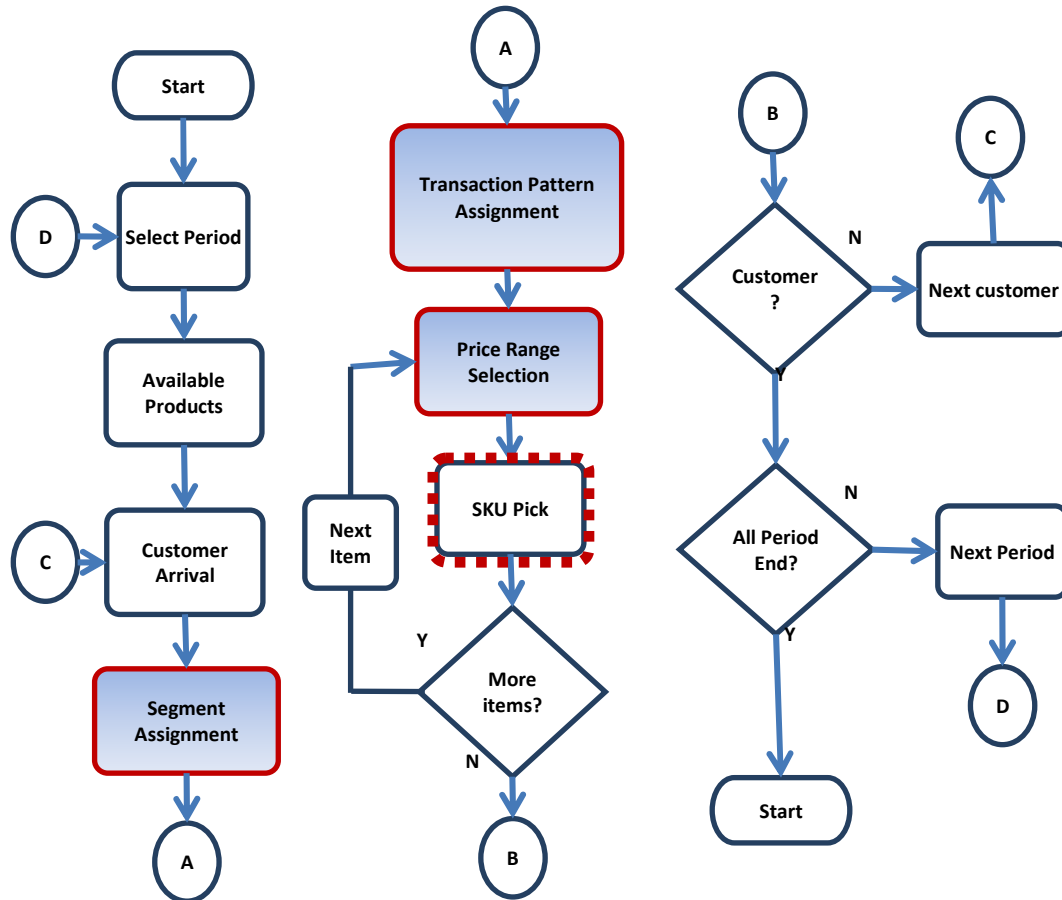 Start
D
Select Period
Available
Products
C
Customer
Arrival
Segment
Assignment
A
A
Transaction Pattern
Assignment
Price Range
Selection
SKU Pick
Next
Item
Y
More
items?
N
B
B
C
N
Customer
?
Next customer
Y
N
All Period
End?
Next Period
Y
D
Start